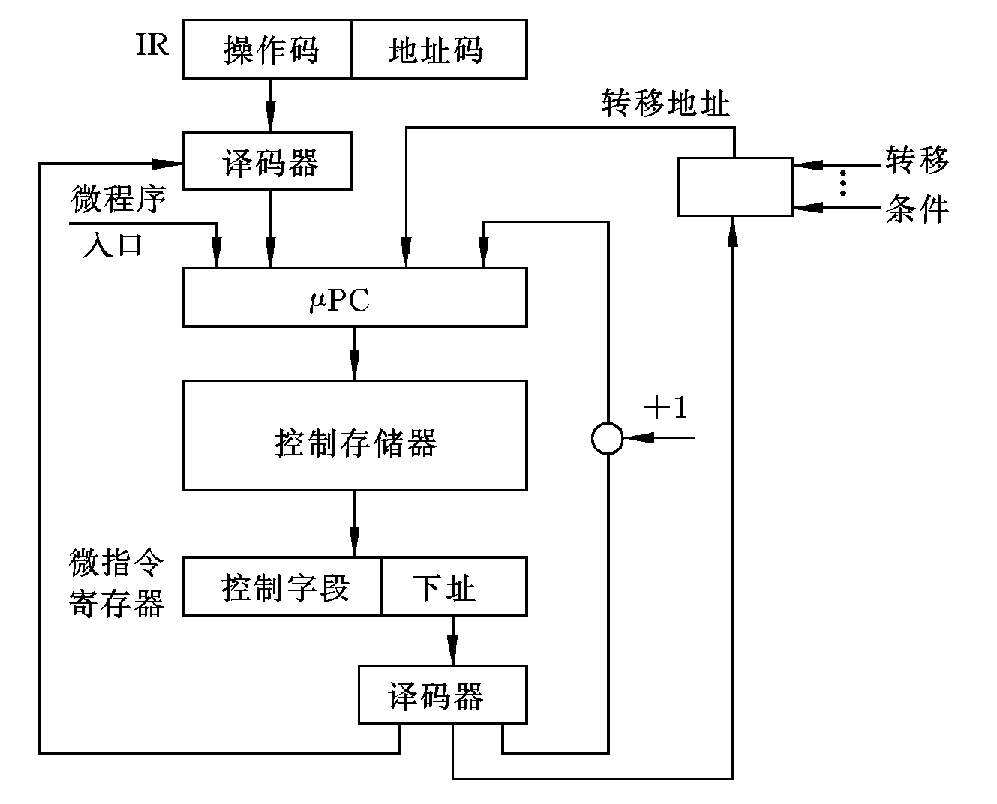 IR 操作码 地址码
转移地址
译码器
转移
微程序
⋮
条件
入口
μPC
+1
控制存储器
微指令
控制字段 下址
寄存器
译码器